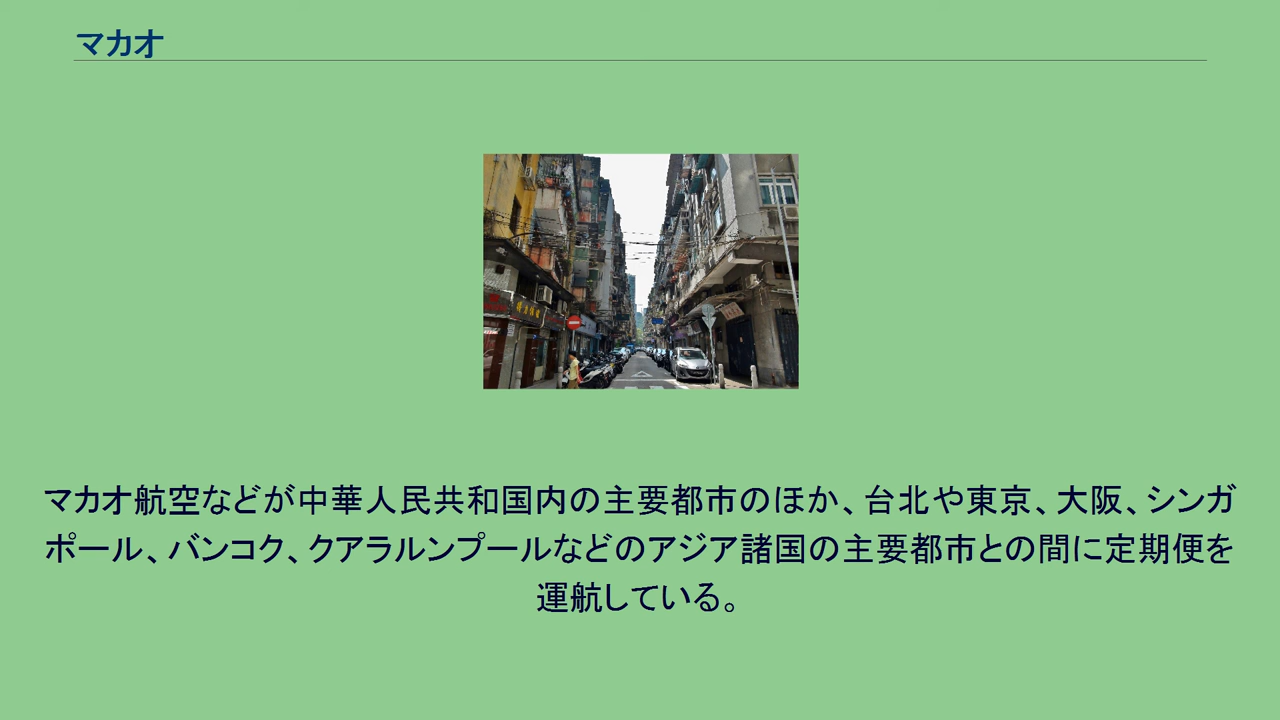 マカオ
マカオ航空などが中華人民共和国内の主要都市のほか、台北や東京、大阪、シンガ
ポール、バンコク、クアラルンプールなどのアジア諸国の主要都市との間に定期便を
運航している。